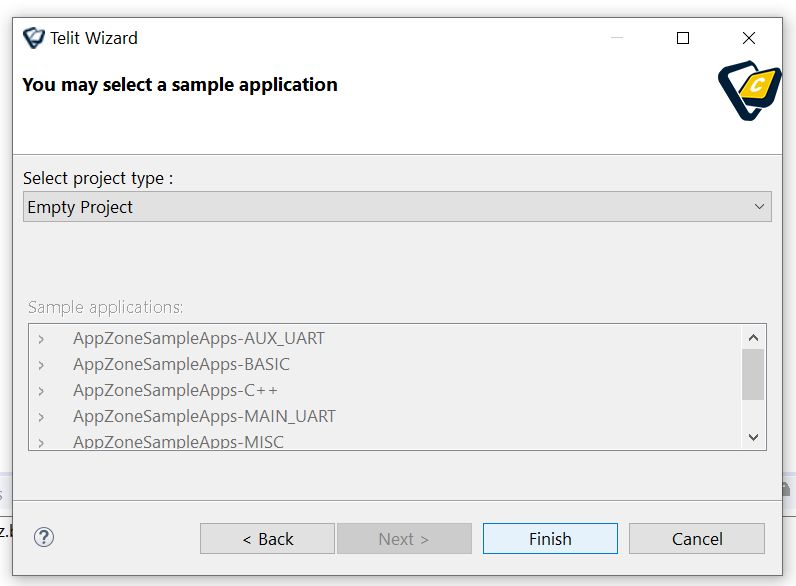 Telit Wizard
You may select a sample application
Select project type :
Empty Project
Sample applications:
AppZoneSampleApps-AUX_UART
AppZoneSampleApps-BASIC
AppZoneSampleApps-C++
AppZoneSampleApps-MAIN_UART
AppZoneSampleApps-MISC
< Back
Next >
Finish
Cancel